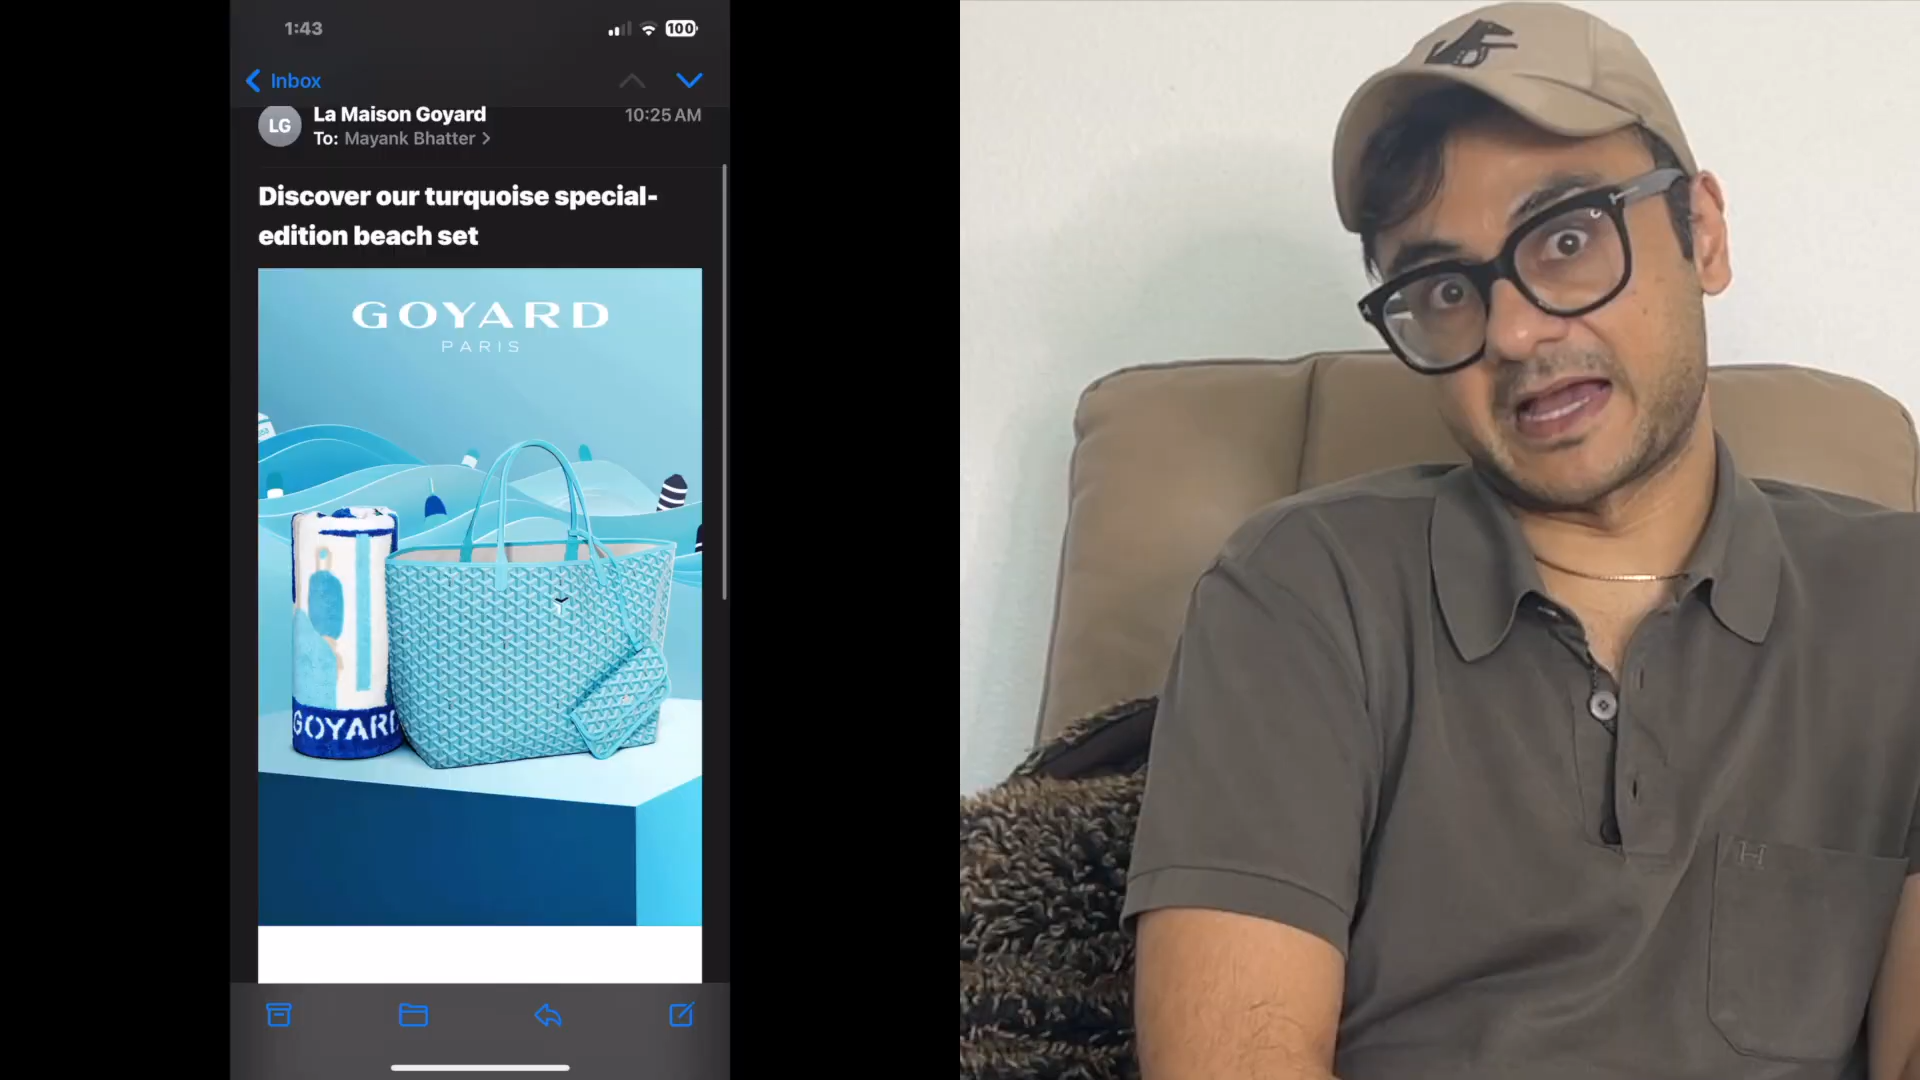 1:43
100
Inbox
LG
La Maison Goyard
10:25 AM
To: Mayank Bhatter
Discover our turquoise special-
edition beach set
GOYARD
PARIS
GOYARD
H